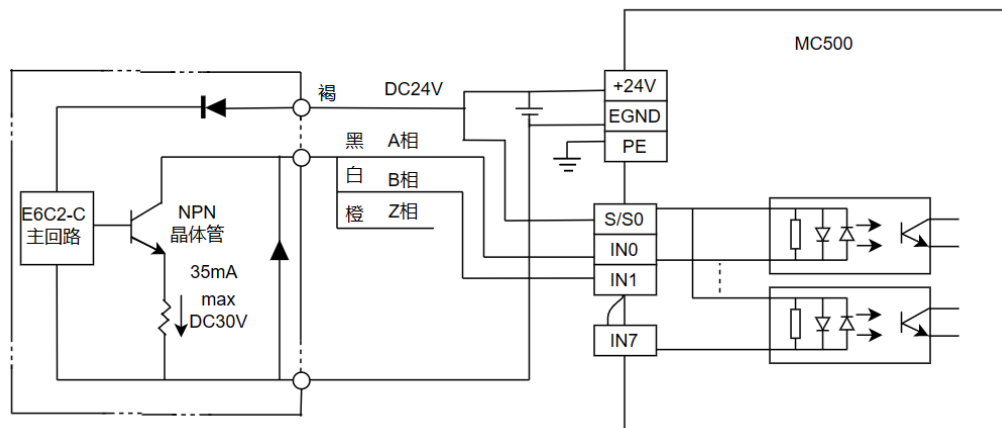 MC500
褐
DC24V
+24V
EGND
PE
黑 A相
白 B相
橙 Z相
E6C2-C
主回路
NPN
晶体管
35mA
max
DC30V
S/S0
IN0
IN1
IN7